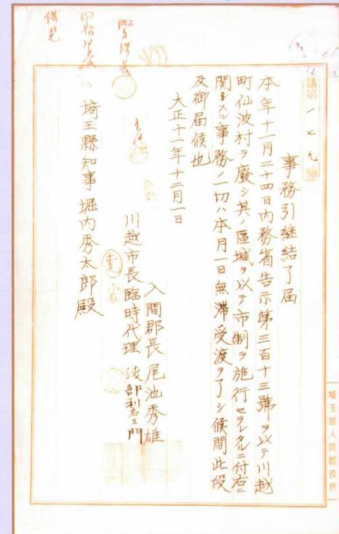 事務引継結了届
本年十一月二十四日内務省告示第三百十三號ヲ以テ川越
町仙波村ヲ廢シ其ノ區域ヲ以テ市制ヲ施行セラレタルニ付右ニ
関スル事務ノ一切ハ本月一日無滞受渡ヲ了シ候間此段
及御届候也
大正十一年十二月一日
入間郡長 尾池秀雄
川越市長臨時代理
埼玉縣知事 堀内秀太郎殿
供覧